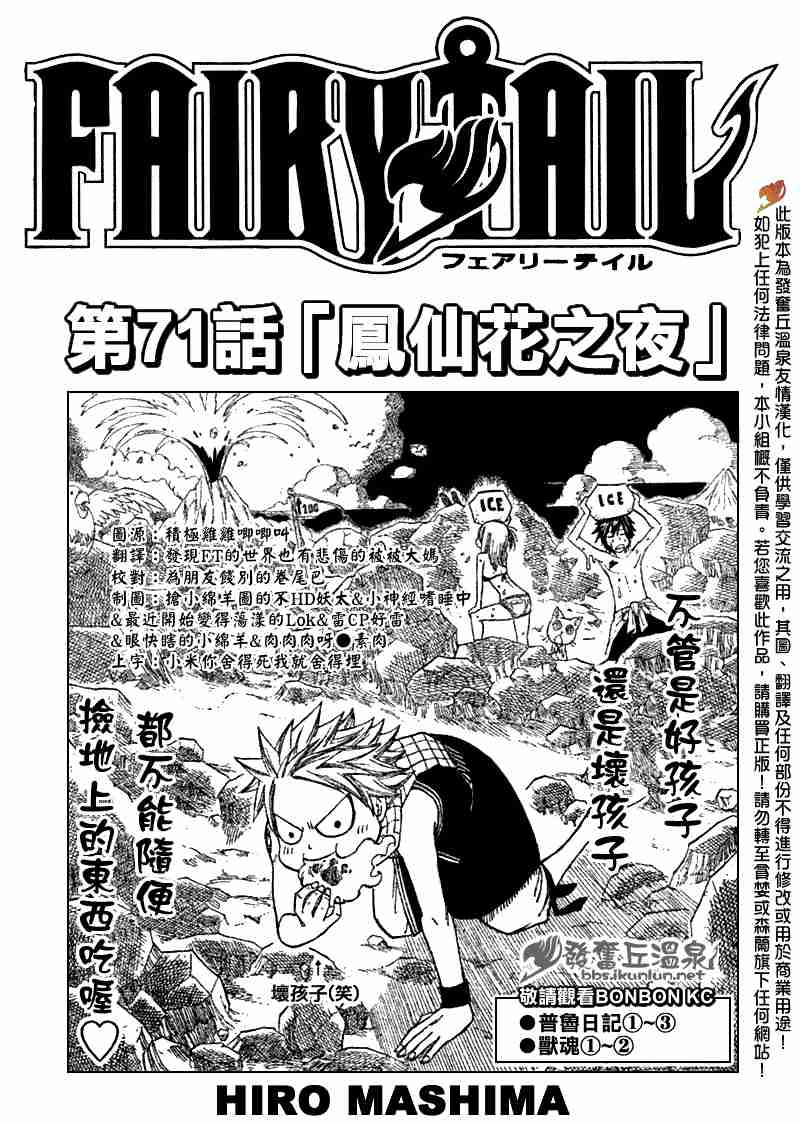 FAIRY TAIL
フェアリーテイル
第71話「鳳仙花之夜」
圖源：積極雞雞唧唧叫
翻譯：發現FT的世界也有悲傷的被被大媽
校對：為朋友餞別的卷尾巴
制圖：搶小綿羊圖的不HD妖太&小神經嗜睡中
&最近開始變得蕩漾的Lok&雷CP好雷
&眼快瞎的小綿羊&肉肉肉呀●素肉
上字：小米你舍得死我就舍得埋
100
ICE
ICE
不管是好孩子
還是壞孩子
都不能隨便
撿地上的東西吃喔♡
↑
壞孩子(笑)
發奮丘溫泉
bbs.ikunlun.net
敬請觀看BONBON KC
●普魯日記①~③
●獸魂①~②
HIRO MASHIMA
此版本為發奮丘溫泉友情漢化，僅供學習交流之用，其圖、翻譯及任何部份不得進行修改或用於商業用途！
如犯上任何法律問題，本小組概不負責。若您喜歡此作品，請購買正版！請勿轉至貪婪或森蘭旗下任何網站！